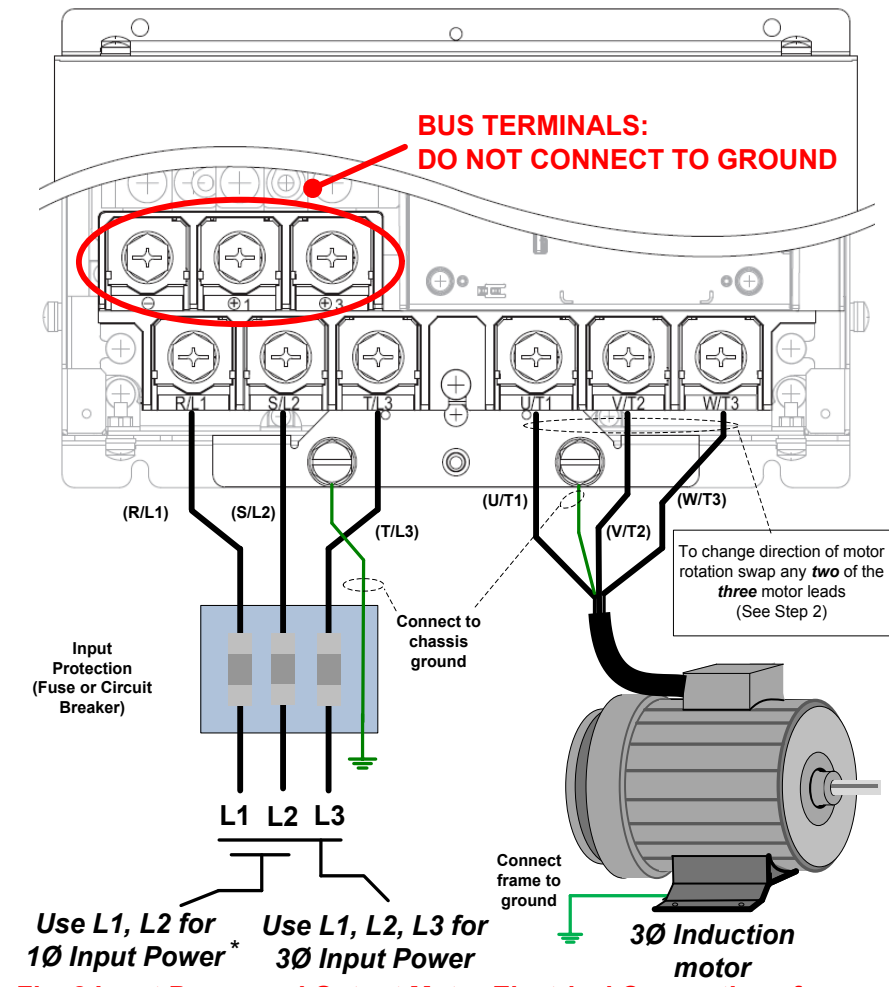 BUS TERMINALS:
DO NOT CONNECT TO GROUND
⊖
⊕1
⊕3
R/L1
S/L2
T/L3
U/T1
V/T2
W/T3
(R/L1)
(S/L2)
(T/L3)
(U/T1)
(V/T2)
(W/T3)
To change direction of motor
rotation swap any two of the
three motor leads
(See Step 2)
Connect to
chassis
ground
Input
Protection
(Fuse or Circuit
Breaker)
L1 L2 L3
Connect
frame to
ground
Use L1, L2 for
1Ø Input Power *
Use L1, L2, L3 for
3Ø Input Power
3Ø Induction
motor